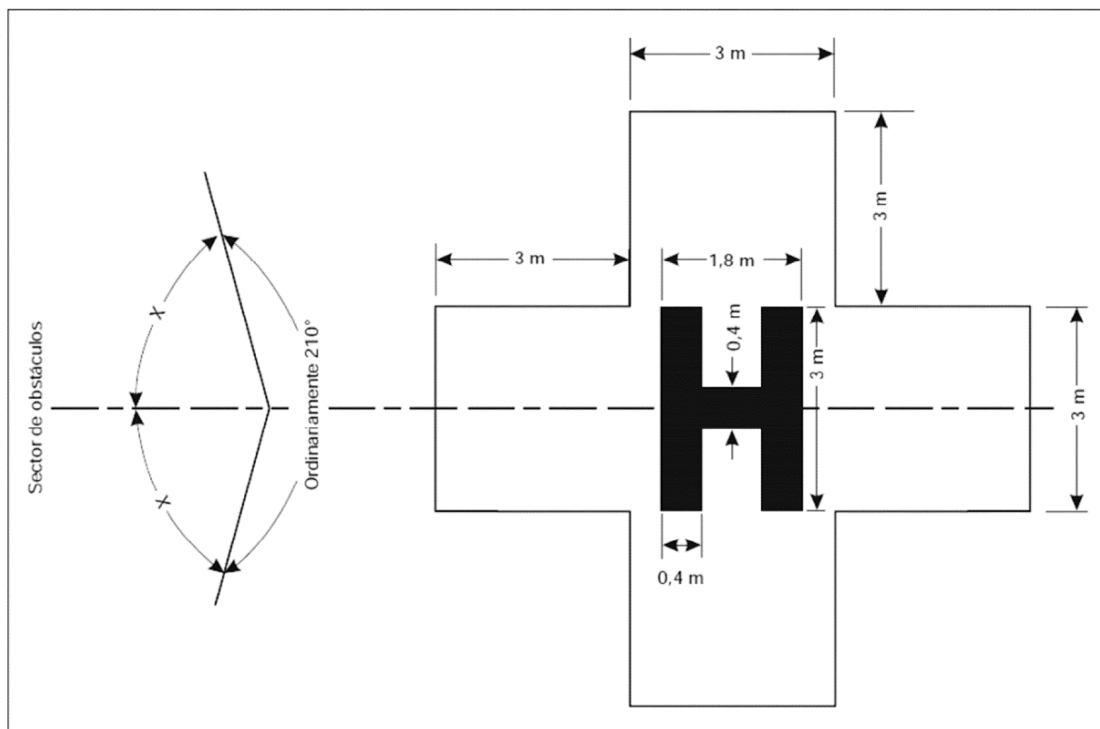 3 m
3 m
3 m
1,8 m
0,4 m
3 m
3 m
0,4 m
Sector de obstáculos
X
X
Ordinariamente 210°
H